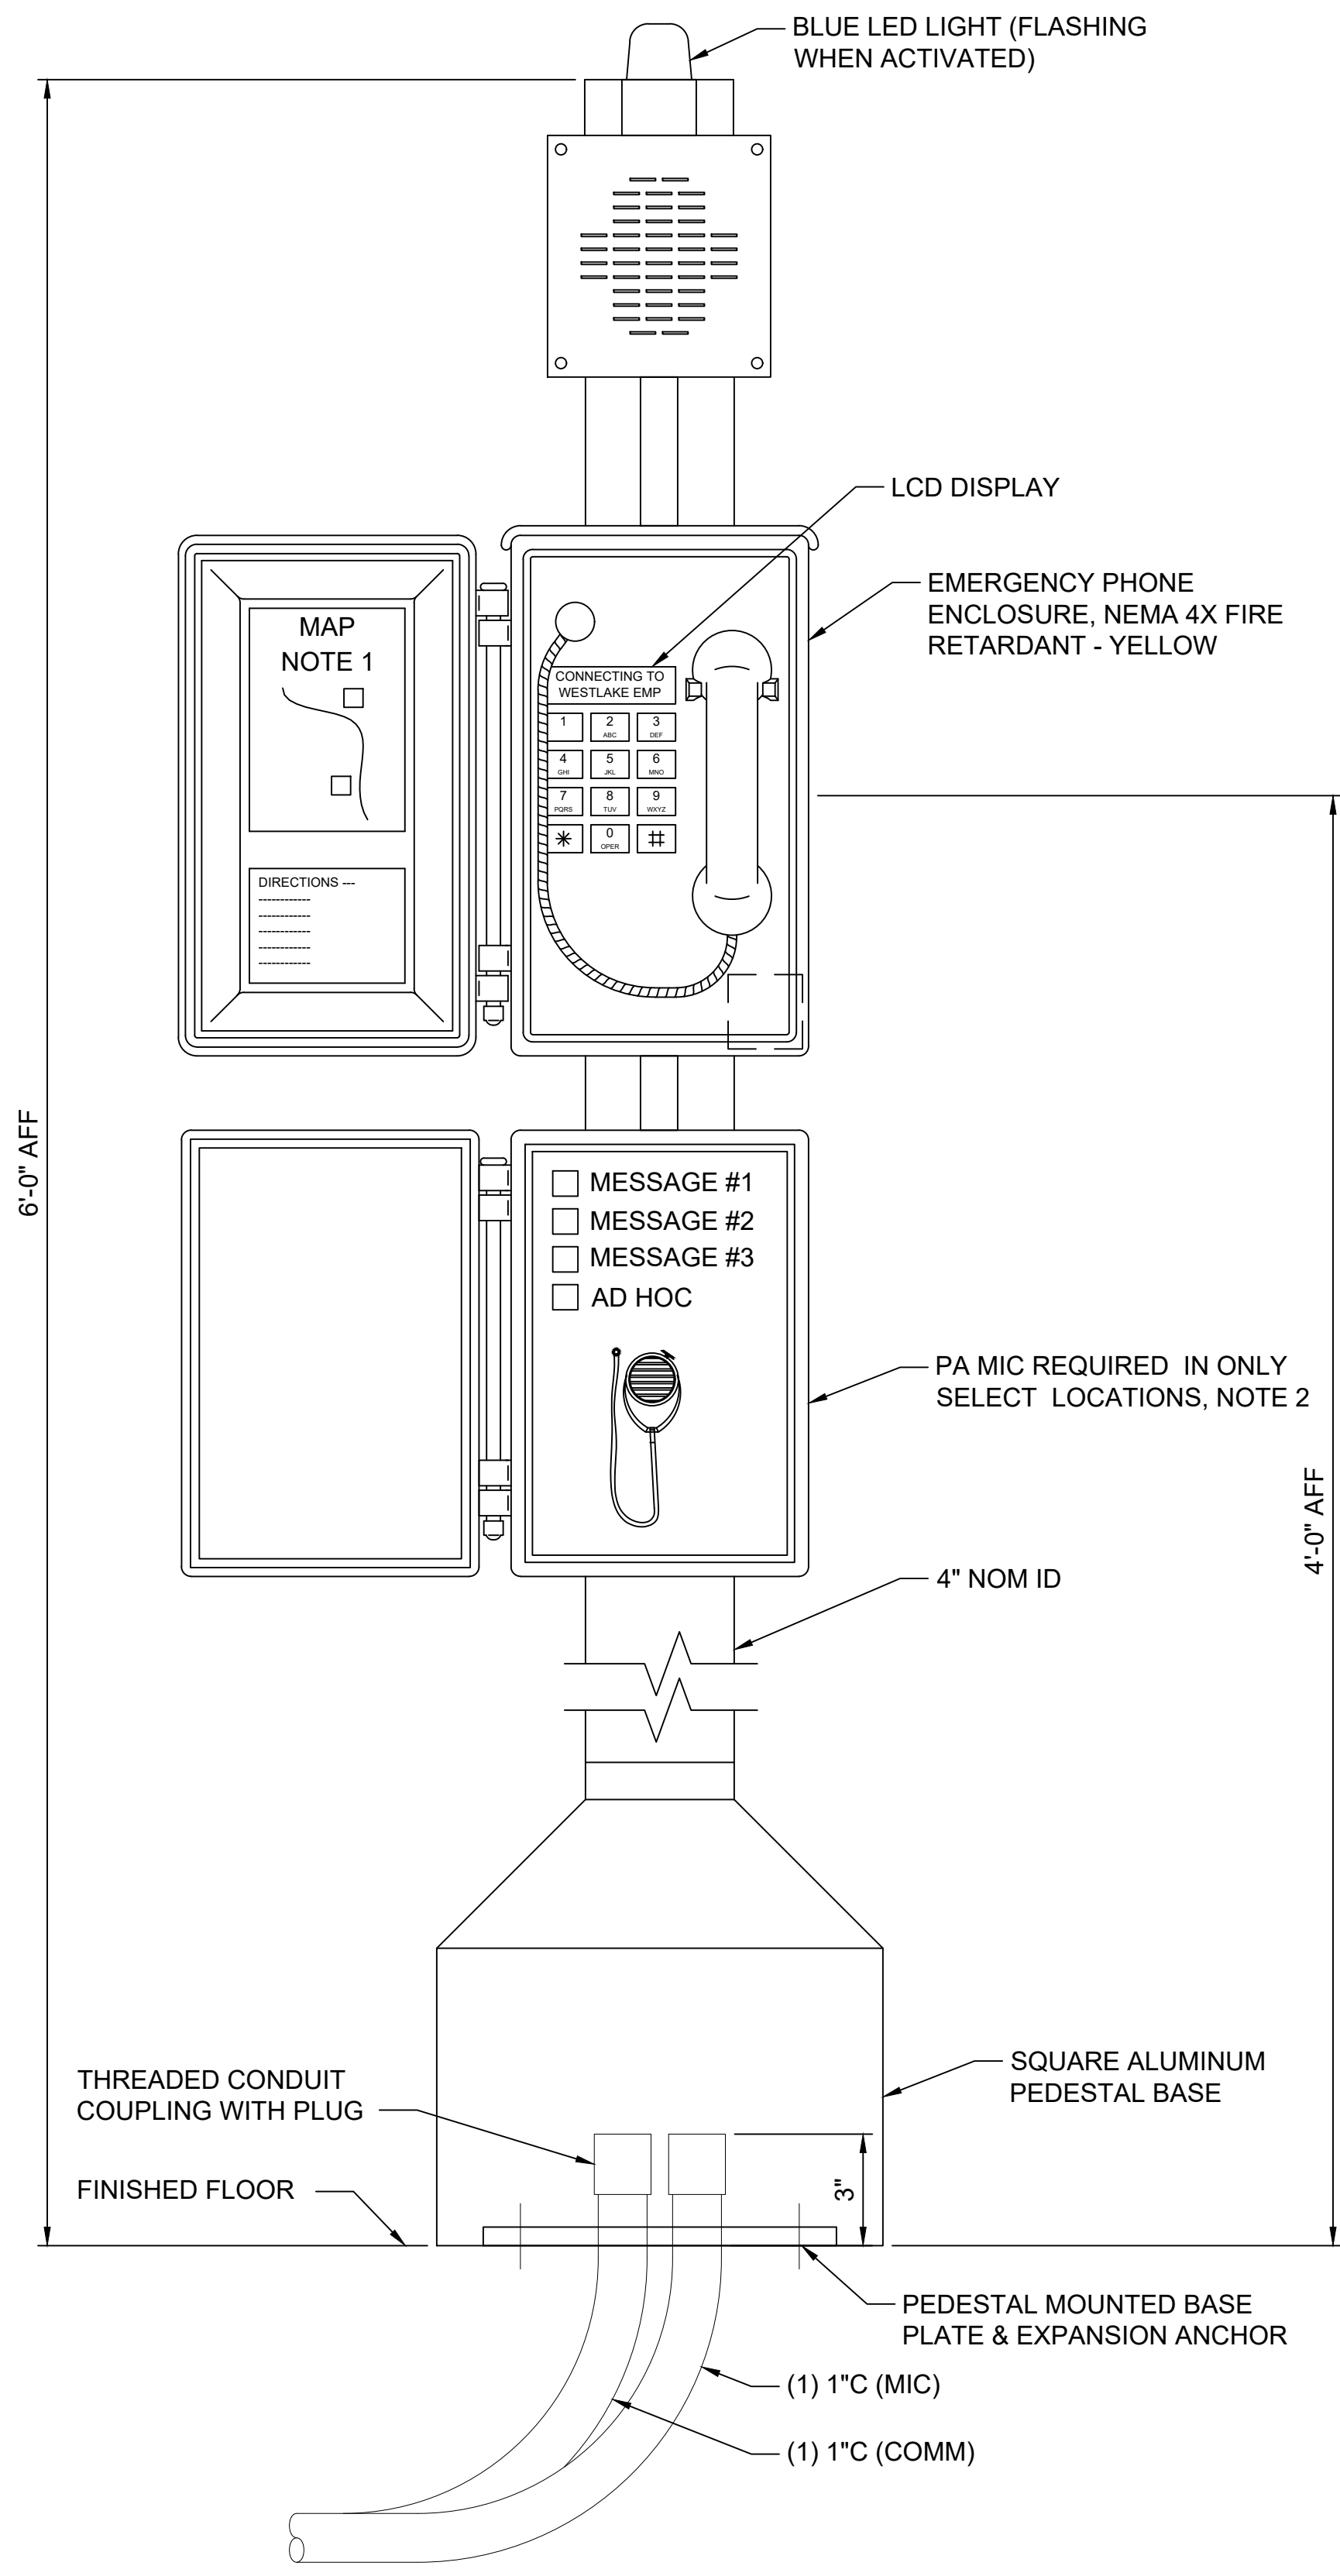 BLUE LED LIGHT (FLASHING
WHEN ACTIVATED)
LCD DISPLAY
EMERGENCY PHONE
ENCLOSURE, NEMA 4X FIRE
RETARDANT - YELLOW
MAP
NOTE 1
DIRECTIONS ---
------------
------------
------------
------------
------------
CONNECTING TO
WESTLAKE EMP
1 2 3
ABC DEF
4 5 6
GHI JKL MNO
7 8 9
PQRS TUV WXYZ
* 0 #
OPER
6'-0" AFF
MESSAGE #1
MESSAGE #2
MESSAGE #3
AD HOC
PA MIC REQUIRED IN ONLY
SELECT LOCATIONS, NOTE 2
4'-0" AFF
4" NOM ID
SQUARE ALUMINUM
PEDESTAL BASE
THREADED CONDUIT
COUPLING WITH PLUG
3"
FINISHED FLOOR
PEDESTAL MOUNTED BASE
PLATE & EXPANSION ANCHOR
(1) 1"C (MIC)
(1) 1"C (COMM)